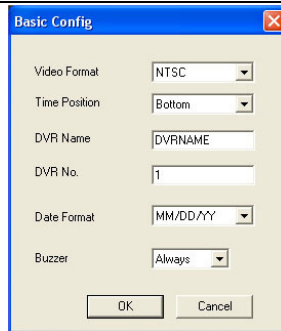 Basic Config
Video Format NTSC
Time Position Bottom
DVR Name DVRNAME
DVR No. 1
Date Format MM/DD/YY
Buzzer Always
OK Cancel